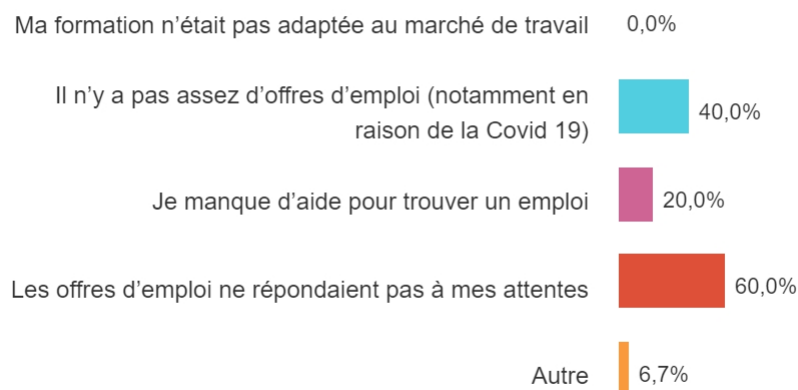 Ma formation n’était pas adaptée au marché de travail 0,0%
Il n’y a pas assez d’offres d’emploi (notamment en
raison de la Covid 19) 40,0%
Je manque d’aide pour trouver un emploi 20,0%
Les offres d’emploi ne répondaient pas à mes attentes 60,0%
Autre 6,7%